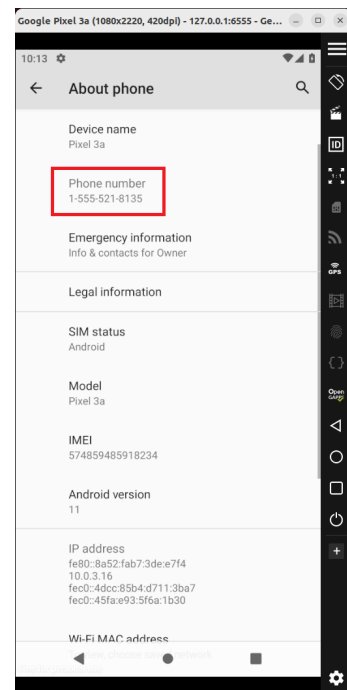 Google Pixel 3a (1080x2220, 420dpi) - 127.0.0.1:6555 - Ge...
10:13
About phone
Device name
Pixel 3a
Phone number
1-555-521-8135
Emergency information
Info & contacts for Owner
Legal information
SIM status
Android
Model
Pixel 3a
IMEI
574859485918234
Android version
11
IP address
fe80::8a52:fab7:3de:e7f4
10.0.3.16
fec0::4dcc:85b4:d711:3ba7
fec0::45fa:e93:5f6a:1b30
Wi-Fi MAC address
ID
1:1
GPS
Open
GAPPS